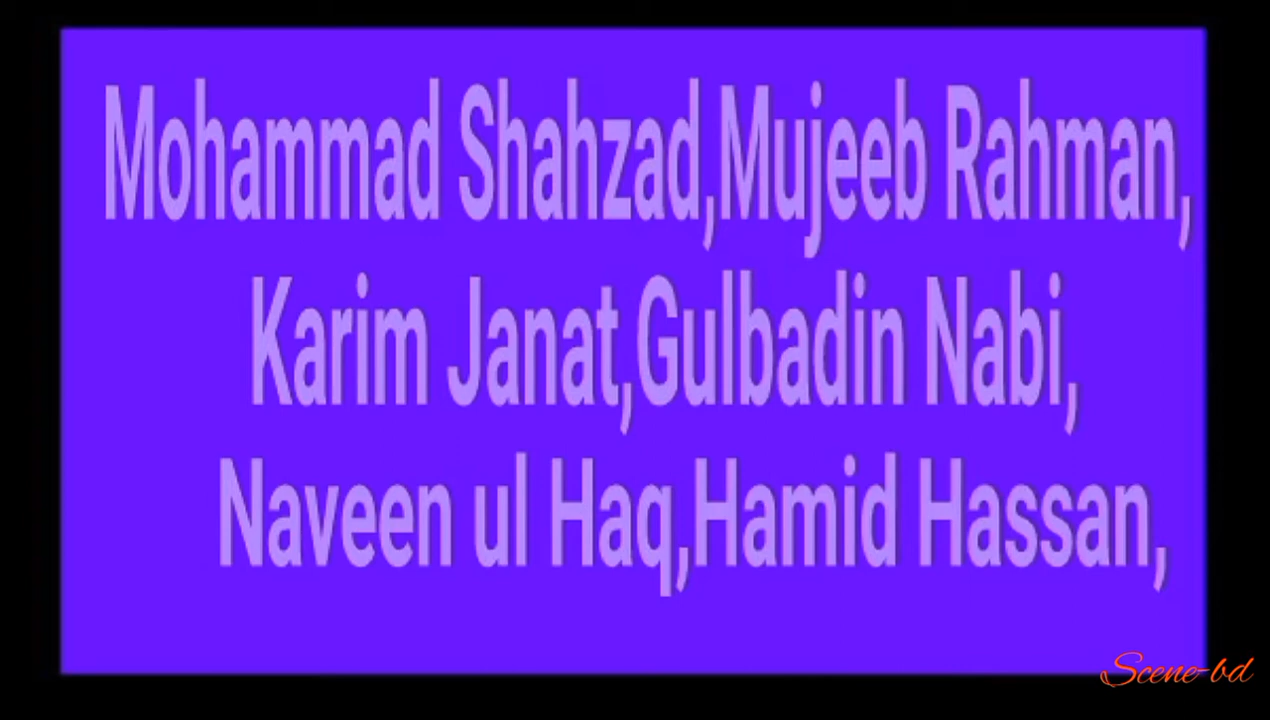 Mohammad Shahzad,Mujeeb Rahman,
Karim Janat,Gulbadin Nabi,
Naveen ul Haq,Hamid Hassan,
Scene-bd